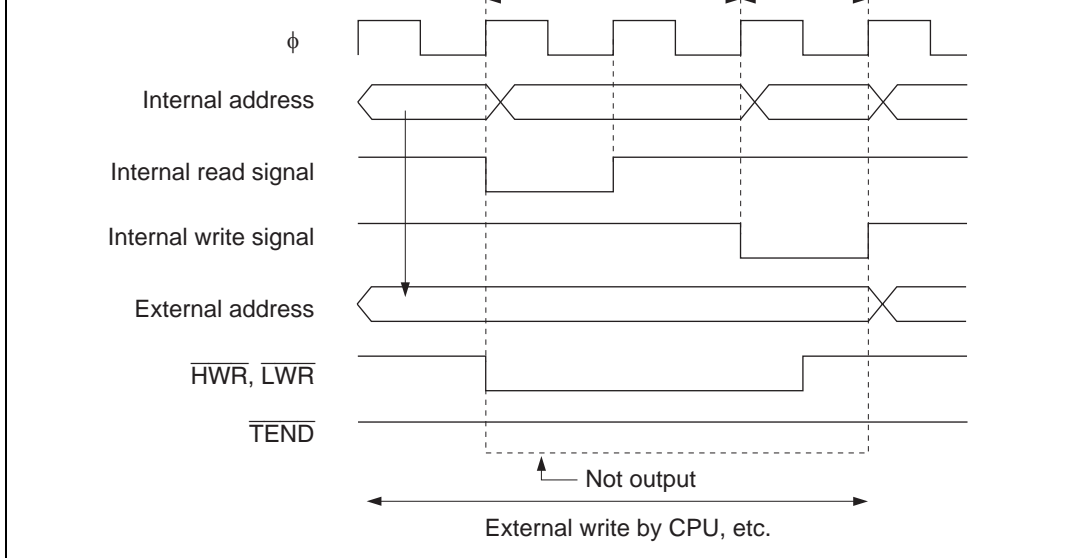 ϕ
Internal address
Internal read signal
Internal write signal
External address
HWR, LWR
TEND
Not output
External write by CPU, etc.